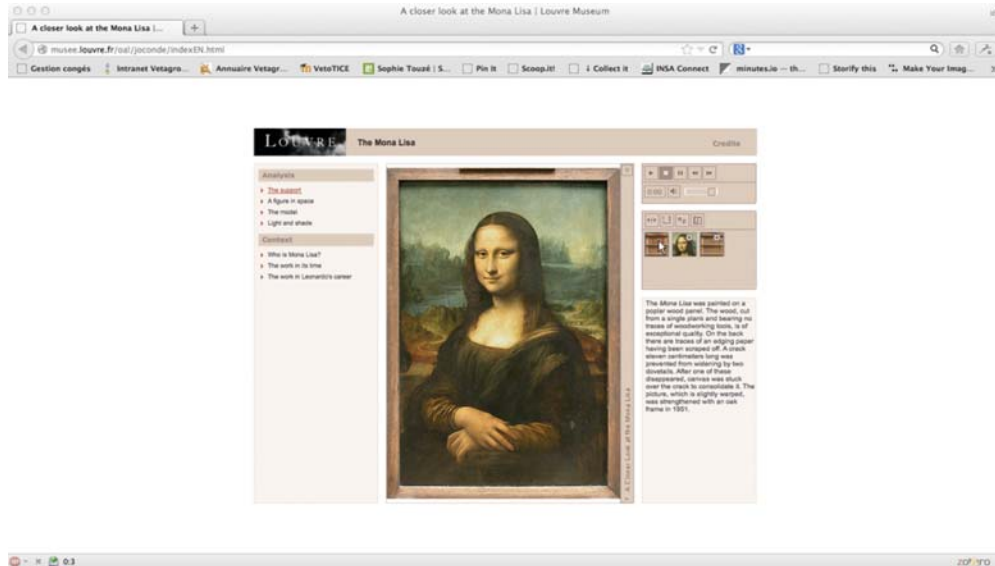 A closer look at the Mona Lisa | Louvre Museum
A closer look at the Mona Lisa |...
musee.louvre.fr/oal/joconde/indexEN.html
Gestion congés Intranet Vetagro... Annuaire Vetagr... VetoTICE Sophie Touzé | S... Pin It Scoop.it! ↓ Collect it INSA Connect minutes.io — th... Storify this Make Your Imag...
LOUVRE The Mona Lisa Credits
Analysis
The support
A figure in space
The model
Light and shade
Context
Who is Mona Lisa?
The work in its time
The work in Leonardo's career
A Closer Look at the Mona Lisa
0:00
The Mona Lisa was painted on a
poplar wood panel. The wood, cut
from a single plank and bearing no
traces of woodworking tools, is of
exceptional quality. On the back
there are traces of an edging paper
having been scraped off. A crack
eleven centimeters long was
prevented from widening by two
dovetails. After one of these
disappeared, canvas was stuck
over the crack to consolidate it. The
picture, which is slightly warped,
was strengthened with an oak
frame in 1951.
0:3
zotero